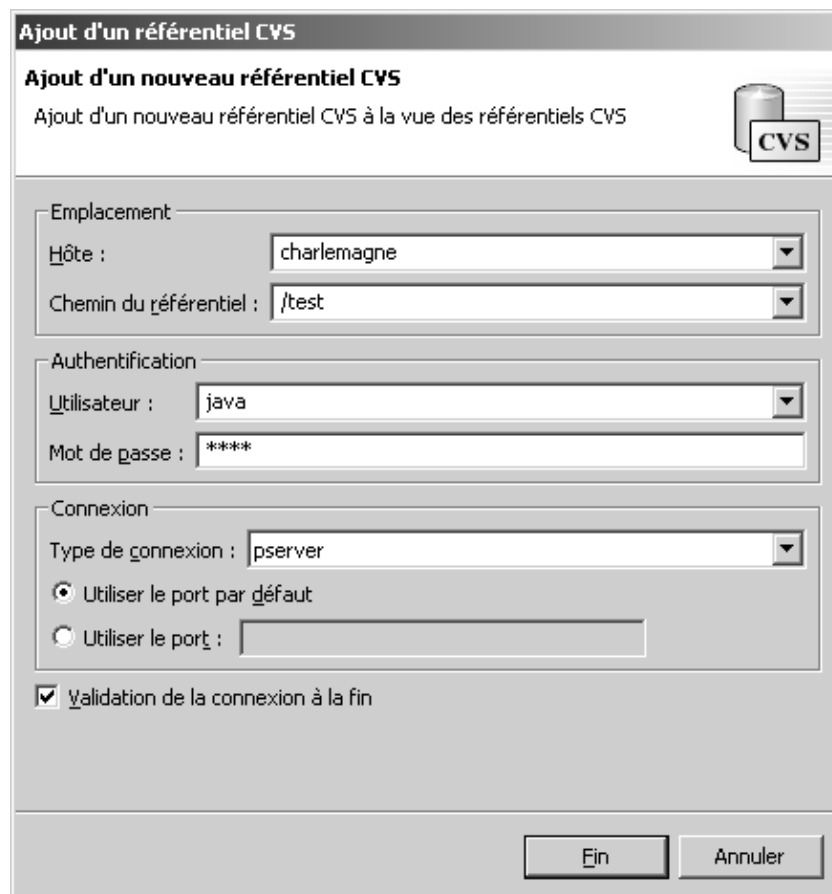 Ajout d'un référentiel CVS
Ajout d'un nouveau référentiel CVS
Ajout d'un nouveau référentiel CVS à la vue des référentiels CVS
CVS
Emplacement
Hôte : charlemagne
Chemin du référentiel : /test
Authentification
Utilisateur : java
Mot de passe : ****
Connexion
Type de connexion : pserver
Utiliser le port par défaut
Utiliser le port :
Validation de la connexion à la fin
Fin Annuler